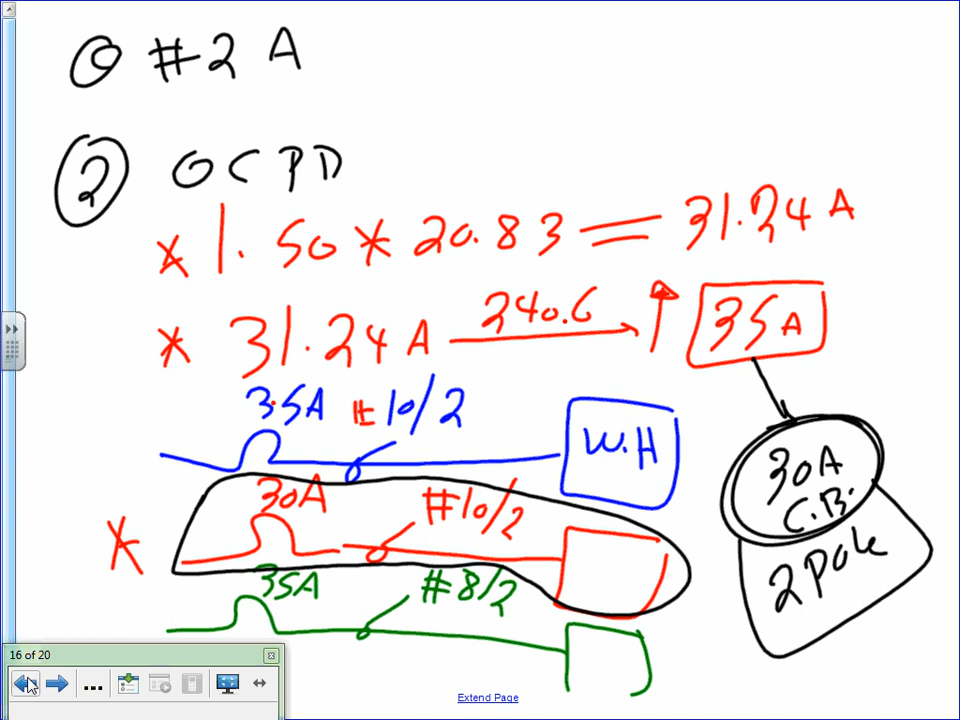 ① #2 A
② OCPD
* 1.50 * 20.83 = 31.24 A
* 31.24 A 240.6 → ↑ 35 A
35A #10/2 W.H
30A #10/2
*
35A #8/2
30A
C.B.
2 Pole
16 of 20
...
Extend Page